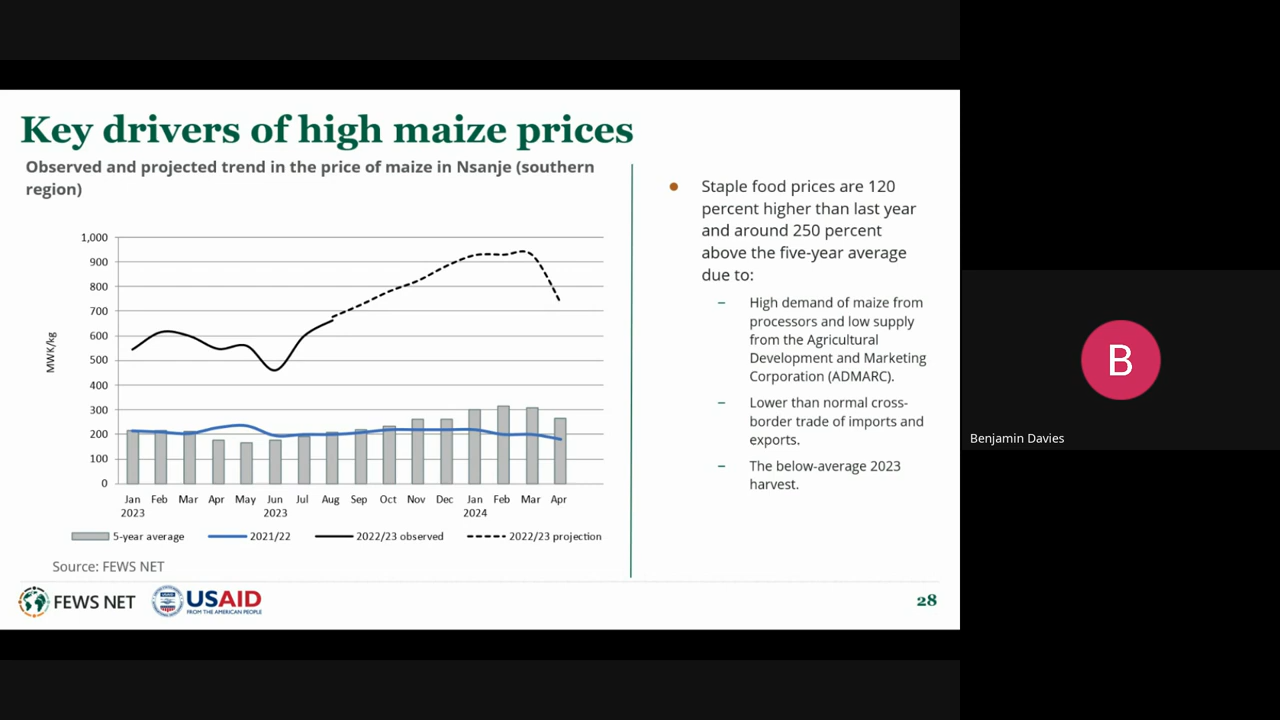 Key drivers of high maize prices
Observed and projected trend in the price of maize in Nsanje (southern
region)
1,000
900
800
700
600
500
400
300
200
100
0
MWK/kg
Jan Feb Mar Apr May Jun Jul Aug Sep Oct Nov Dec Jan Feb Mar Apr
2023 2023 2024
5-year average 2021/22 2022/23 observed 2022/23 projection
Source: FEWS NET
Staple food prices are 120
percent higher than last year
and around 250 percent
above the five-year average
due to:
– High demand of maize from
processors and low supply
from the Agricultural
Development and Marketing
Corporation (ADMARC).
– Lower than normal cross-
border trade of imports and
exports.
– The below-average 2023
harvest.
FEWS NET
USAID
FROM THE AMERICAN PEOPLE
28
B
Benjamin Davies